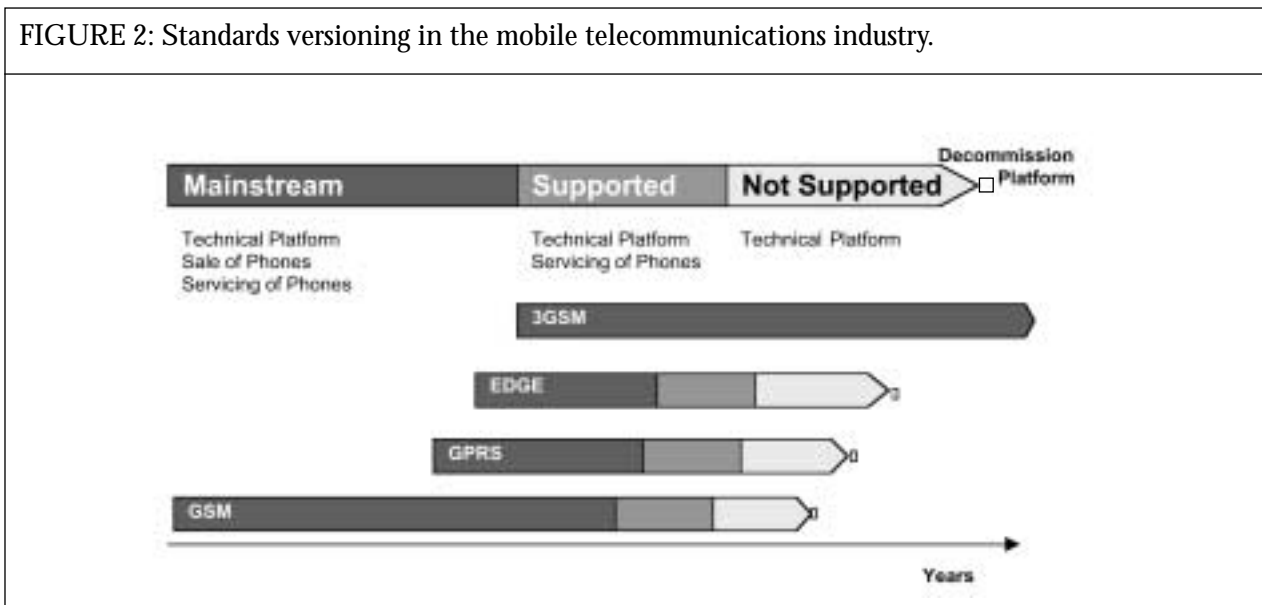 FIGURE 2: Standards versioning in the mobile telecommunications industry.
Decommission
Platform
Mainstream
Supported
Not Supported
Technical Platform
Sale of Phones
Servicing of Phones
Technical Platform
Servicing of Phones
Technical Platform
3GSM
EDGE
GPRS
GSM
Years